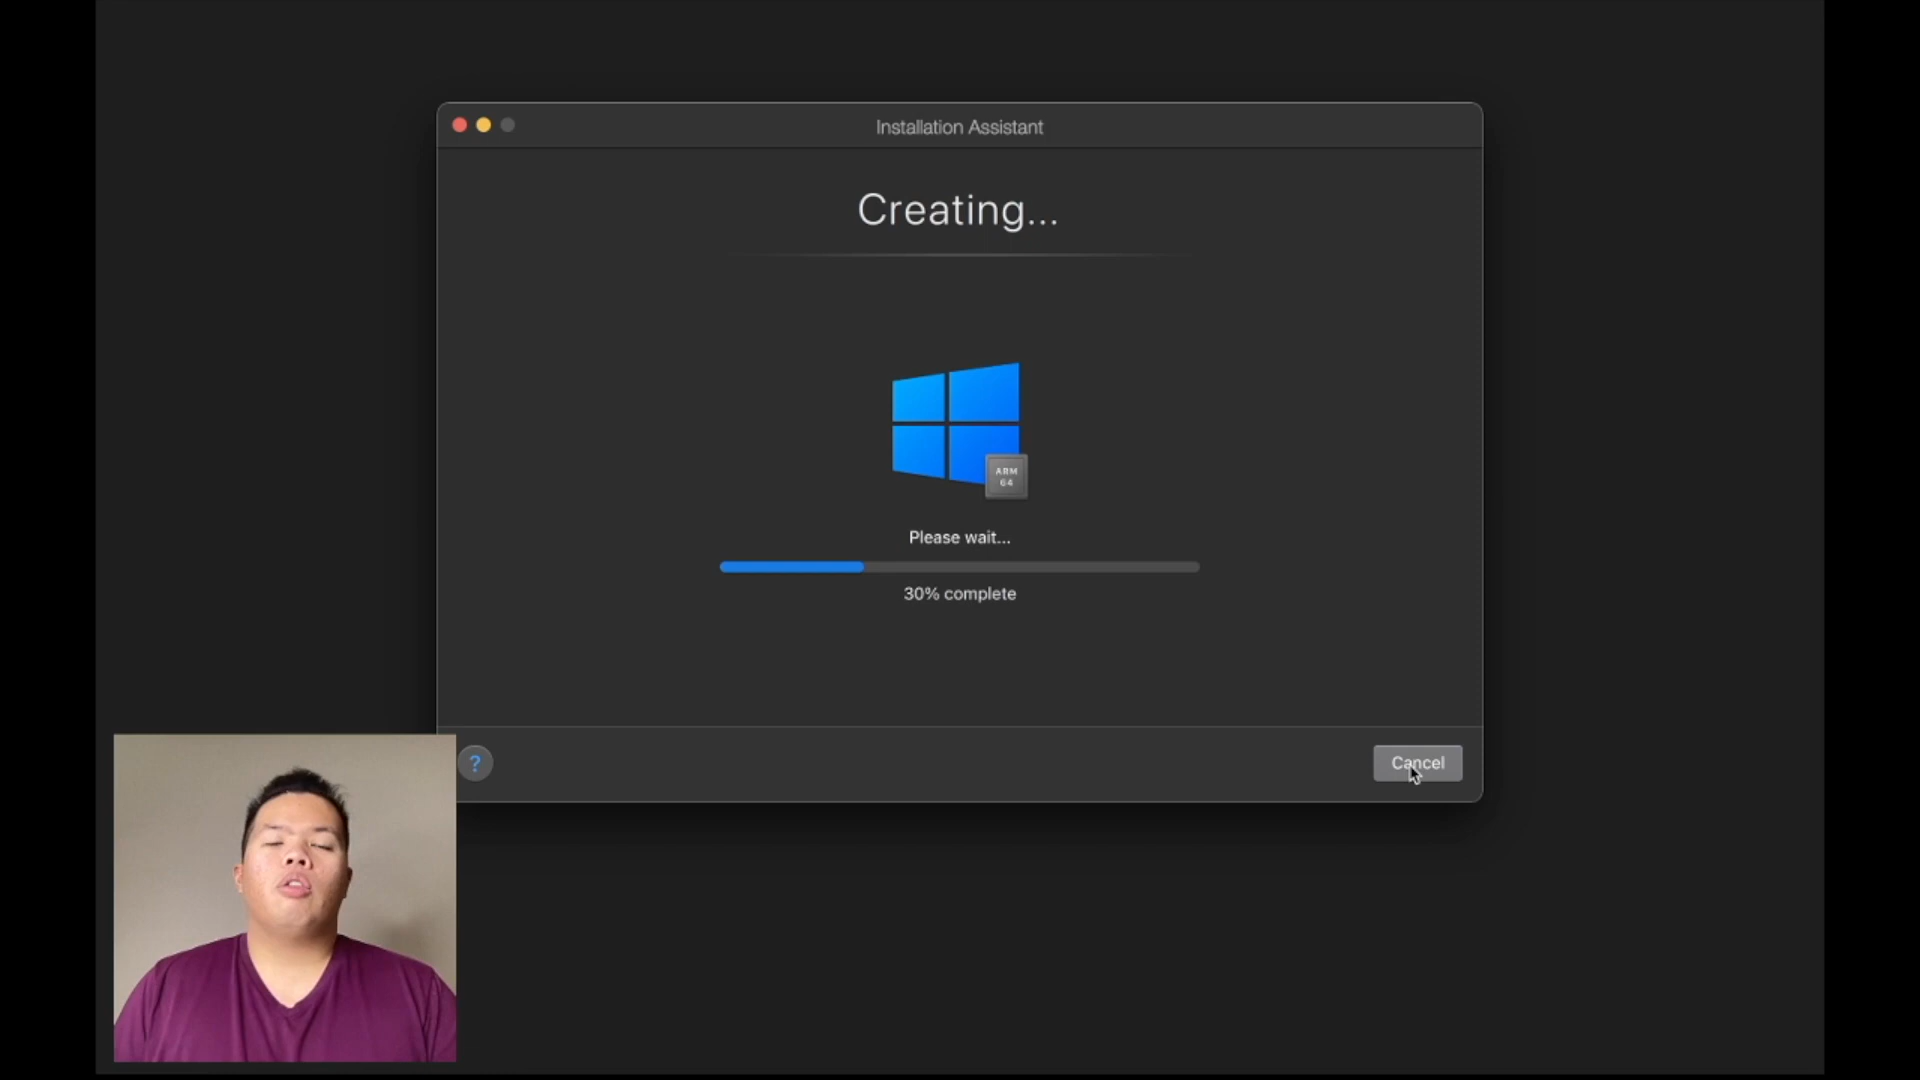 Installation Assistant
Creating...
ARM
64
Please wait...
30% complete
?
Cancel